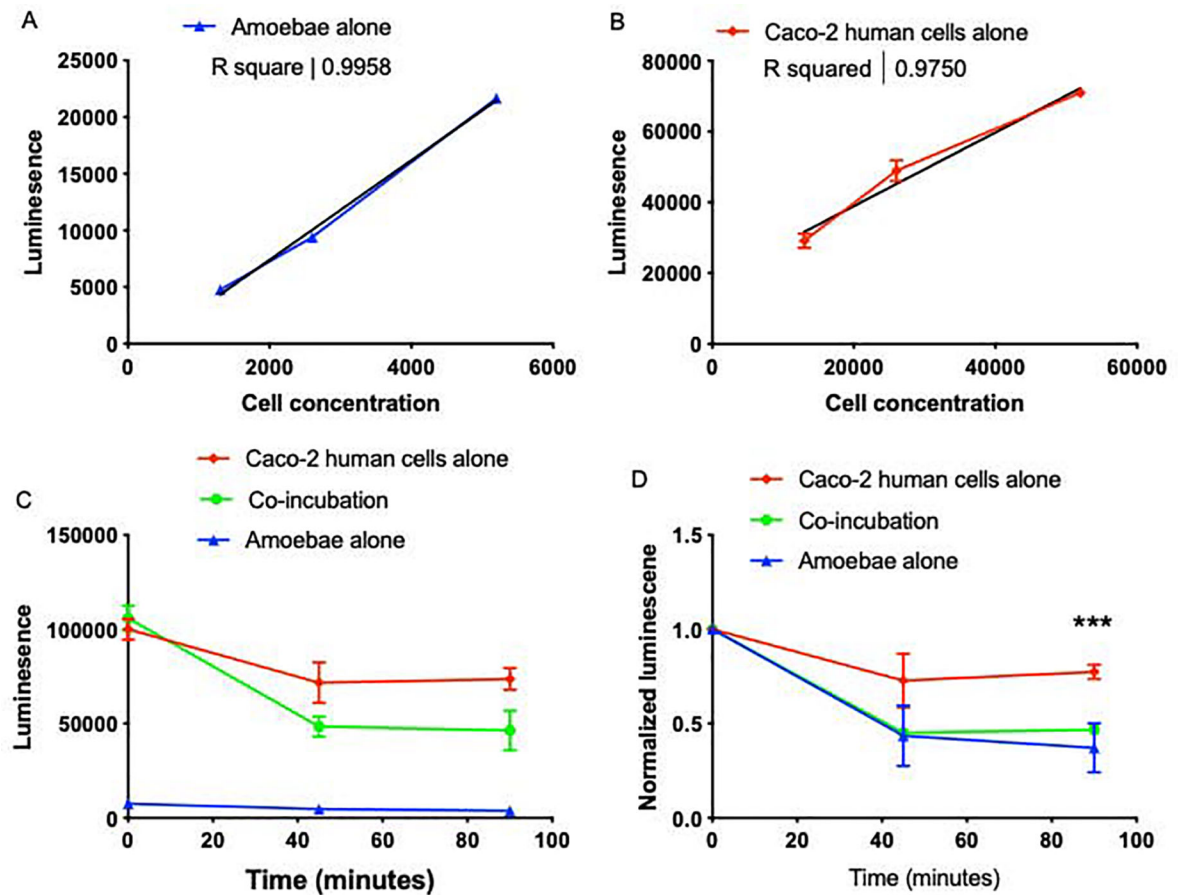 A
Amoebae alone
R square | 0.9958
25000
20000
15000
10000
5000
0
Luminesence
0 2000 4000 6000
Cell concentration
B
Caco-2 human cells alone
R squared | 0.9750
80000
60000
40000
20000
0
Luminesence
0 20000 40000 60000
Cell concentration
C
Caco-2 human cells alone
Co-incubation
Amoebae alone
150000
100000
50000
0
Luminesence
0 20 40 60 80 100
Time (minutes)
D
Caco-2 human cells alone
Co-incubation
Amoebae alone
1.5
1.0
0.5
0.0
Normalized luminescene
***
0 20 40 60 80 100
Time (minutes)